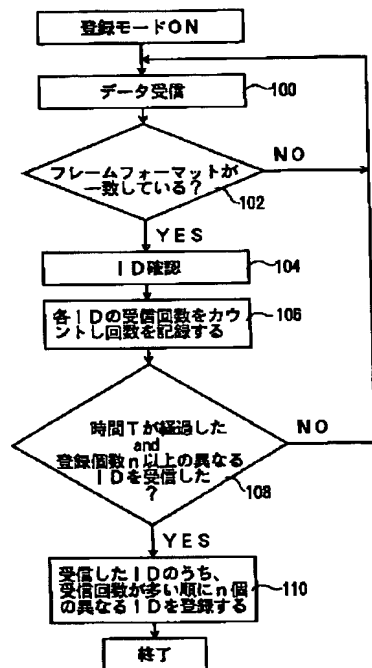 登録モードON
データ受信
100
フレームフォーマットが
一致している?
NO
102
YES
ID確認
104
各IDの受信回数をカウ
ントし回数を記録する
106
時間Tが経過した
and
登録個数n以上の異なる
IDを受信した
?
NO
108
YES
受信したIDのうち、
受信回数が多い順にn個
の異なるIDを登録する
110
終了